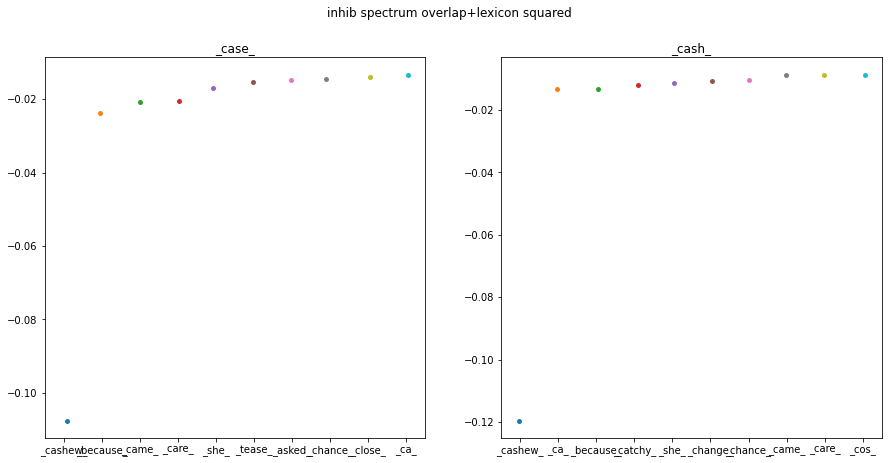 inhib spectrum overlap+lexicon squared
_case_
−0.02
−0.04
−0.06
−0.08
−0.10
_cashew_ _because_ _came_ _care_ _she_ _tease_ _asked_ _chance_ _close_ _ca_
_cash_
−0.02
−0.04
−0.06
−0.08
−0.10
−0.12
_cashew_ _ca_ _because_ _catchy_ _she_ _change_ _chance_ _came_ _care_ _cos_